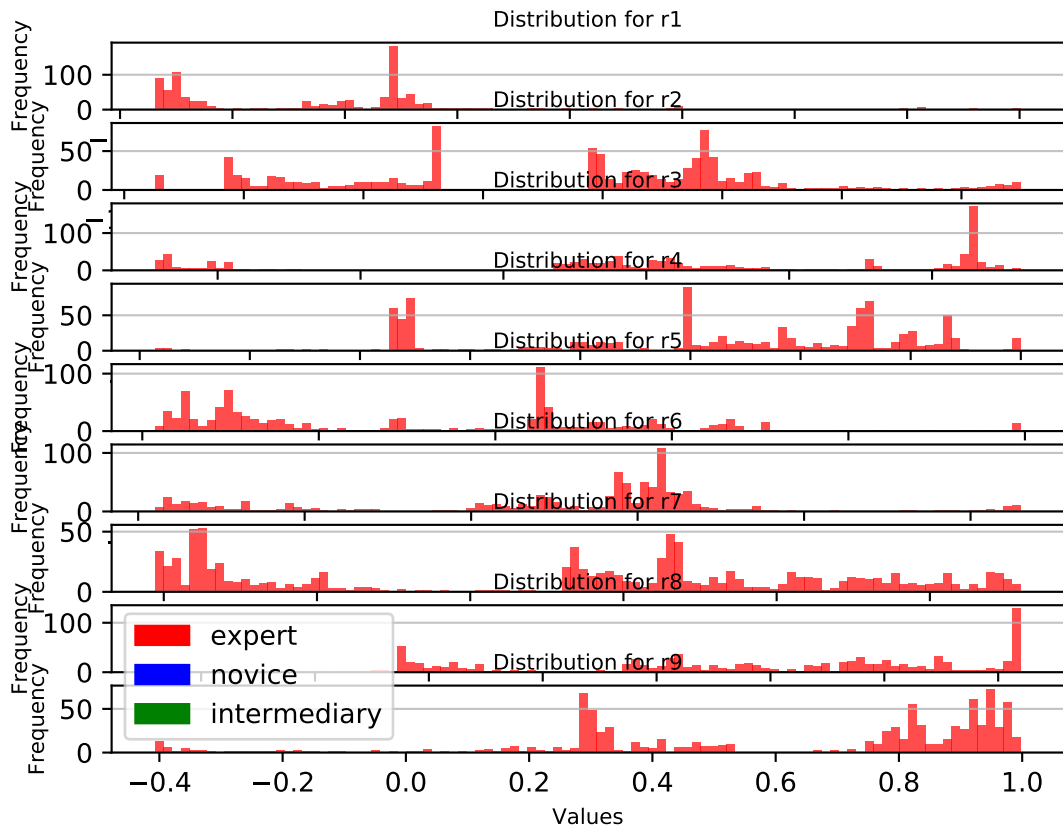 Distribution for r1
Frequency
100
0
Distribution for r2
Frequency
50
0
Distribution for r3
Frequency
100
0
Distribution for r4
Frequency
50
0
Distribution for r5
Frequency
100
0
Distribution for r6
Frequency
100
0
Distribution for r7
Frequency
50
0
Distribution for r8
Frequency
100
0
Distribution for r9
Frequency
50
0
expert
novice
intermediary
−0.4 −0.2 0.0 0.2 0.4 0.6 0.8 1.0
Values